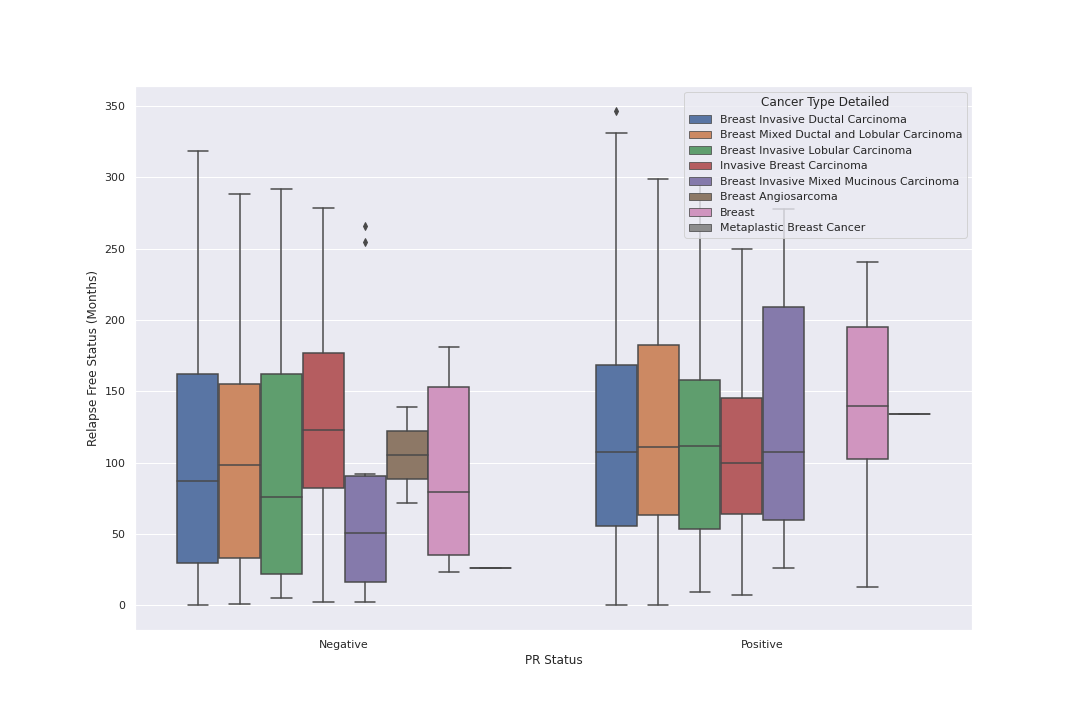 Cancer Type Detailed
Breast Invasive Ductal Carcinoma
Breast Mixed Ductal and Lobular Carcinoma
Breast Invasive Lobular Carcinoma
Invasive Breast Carcinoma
Breast Invasive Mixed Mucinous Carcinoma
Breast Angiosarcoma
Breast
Metaplastic Breast Cancer
350
300
250
200
150
100
50
0
Relapse Free Status (Months)
Negative
Positive
PR Status